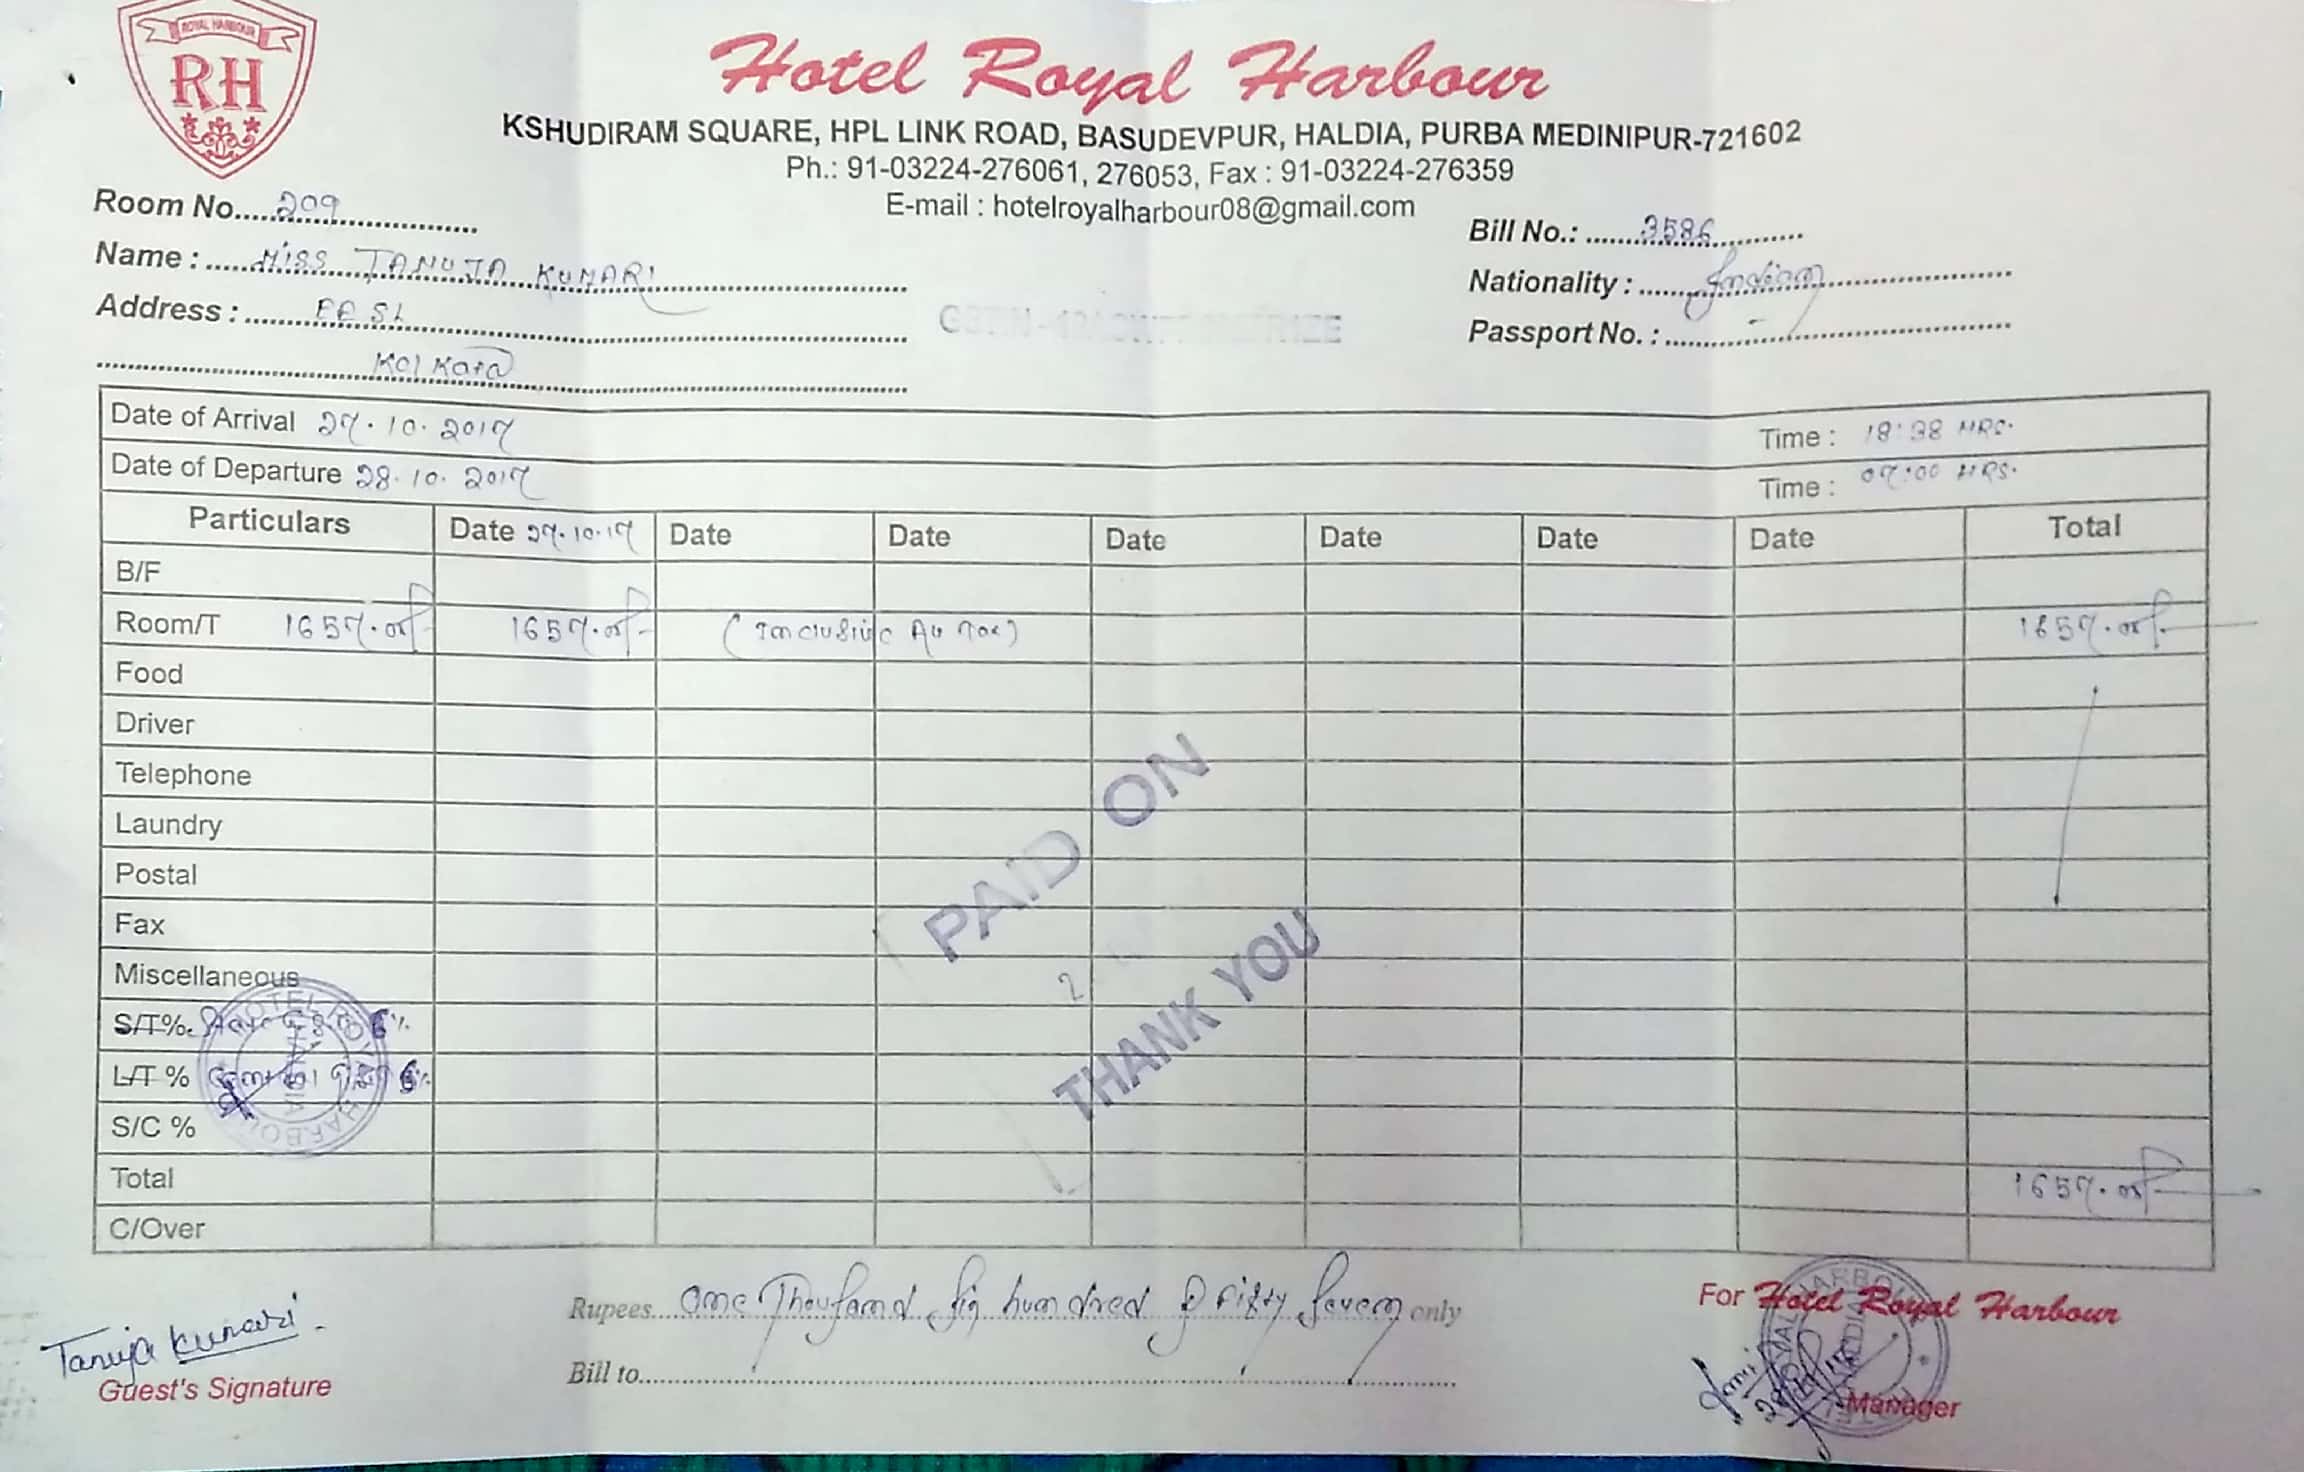 ROYAL HARBOUR
RH
Hotel Royal Harbour
KSHUDIRAM SQUARE, HPL LINK ROAD, BASUDEVPUR, HALDIA, PURBA MEDINIPUR-721602
Ph.: 91-03224-276061, 276053, Fax : 91-03224-276359
E-mail : hotelroyalharbour08@gmail.com
Room No. 209
Bill No.: 3586
Name : MISS TANUJA KUMARI
Nationality : Indian
Address : EESL
Passport No. : -
Kolkata
Date of Arrival 27.10.2017 Time : 18:38 HRS.
Date of Departure 28.10.2017 Time : 07:00 HRS.
Particulars Date 27.10.17 Date Date Date Date Date Date Total
B/F
Room/T 1657.00 1657.00 (Inclusive All Tax) 1657.00
Food
Driver
Telephone
Laundry
Postal
Fax
Miscellaneous
S/T% State GST 6%
L/T % 6%
S/C %
Total 1657.00
C/Over
PAID ON
THANK YOU
HOTEL ROYAL HARBOUR
HALDIA
Rupees One Thousand Six hundred & Fifty Seven only
Bill to
Tanuja Kumari
Guest's Signature
For Hotel Royal Harbour
Manager